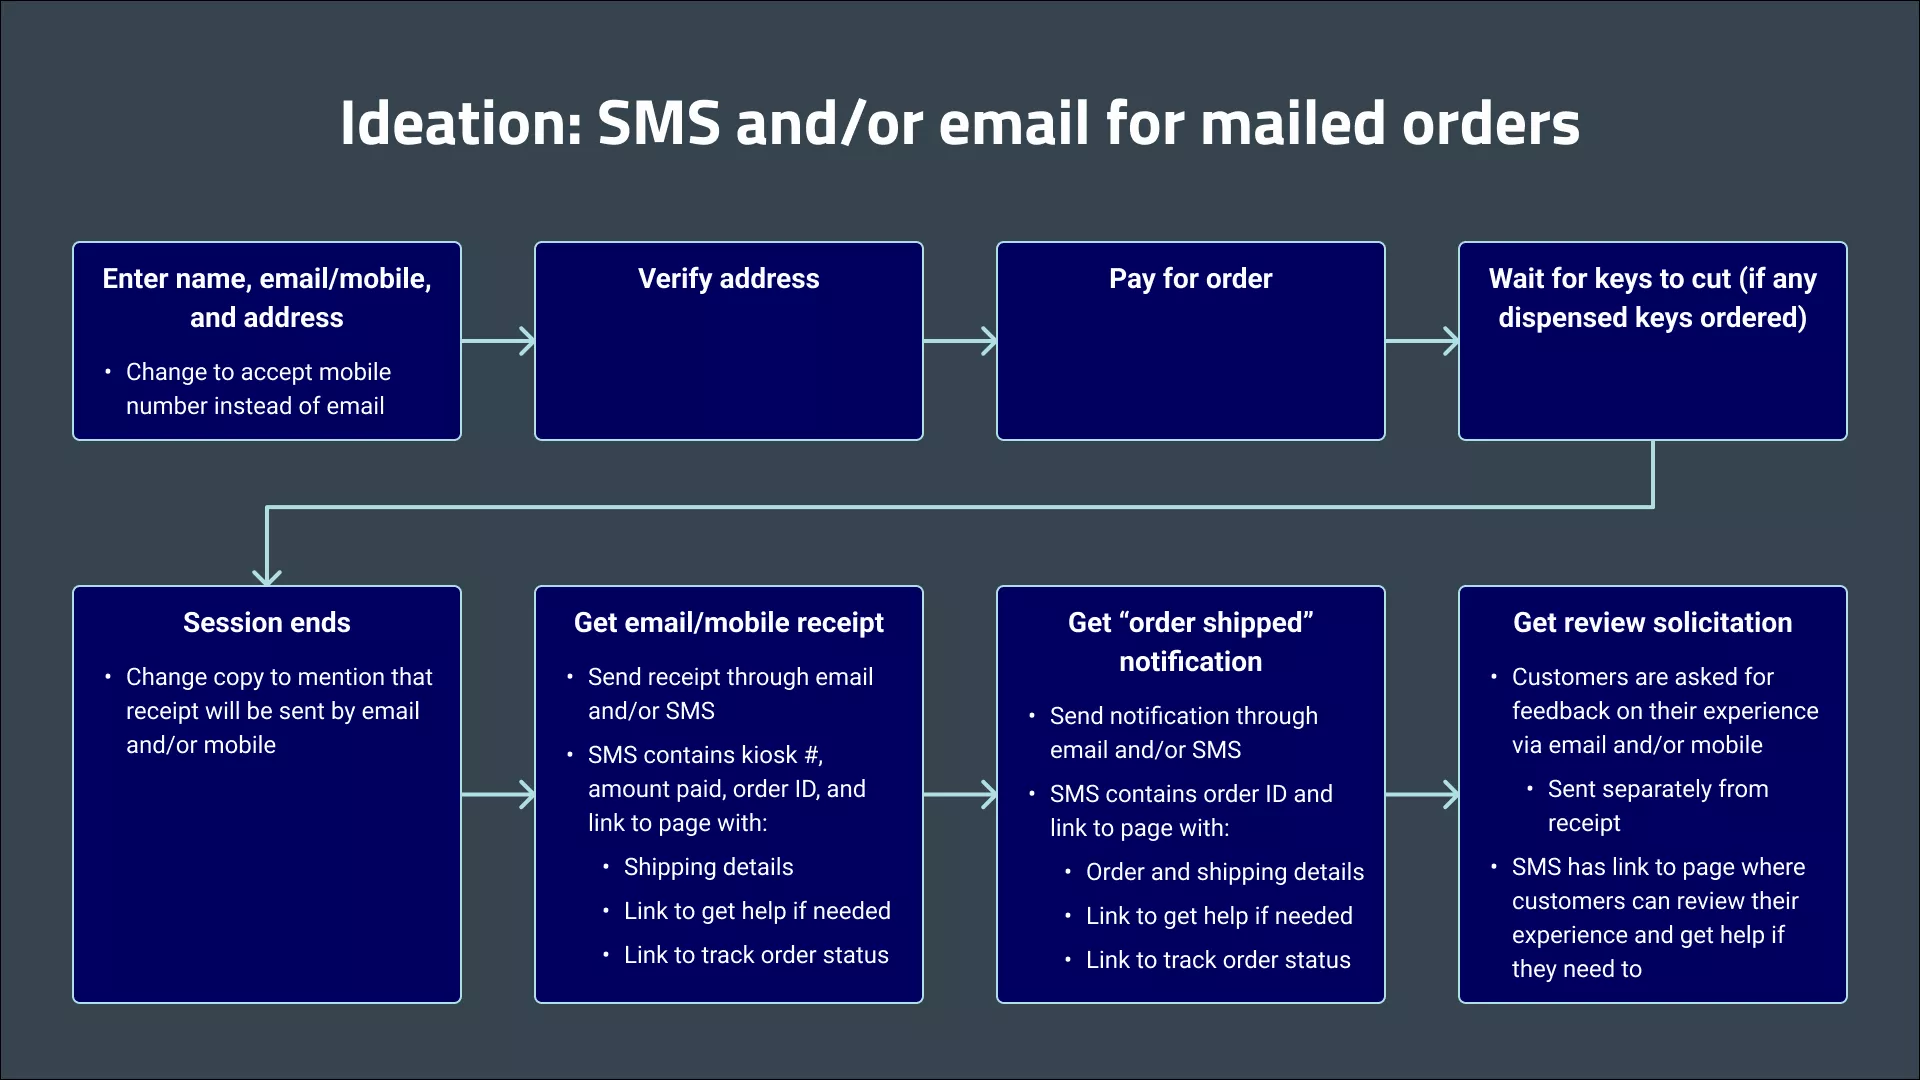 Ideation: SMS and/or email for mailed orders
Enter name, email/mobile,
and address
• Change to accept mobile
number instead of email
Verify address
Pay for order
Wait for keys to cut (if any
dispensed keys ordered)
Session ends
• Change copy to mention that
receipt will be sent by email
and/or mobile
Get email/mobile receipt
• Send receipt through email
and/or SMS
• SMS contains kiosk #,
amount paid, order ID, and
link to page with:
• Shipping details
• Link to get help if needed
• Link to track order status
Get “order shipped”
notification
• Send notification through
email and/or SMS
• SMS contains order ID and
link to page with:
• Order and shipping details
• Link to get help if needed
• Link to track order status
Get review solicitation
• Customers are asked for
feedback on their experience
via email and/or mobile
• Sent separately from
receipt
• SMS has link to page where
customers can review their
experience and get help if
they need to